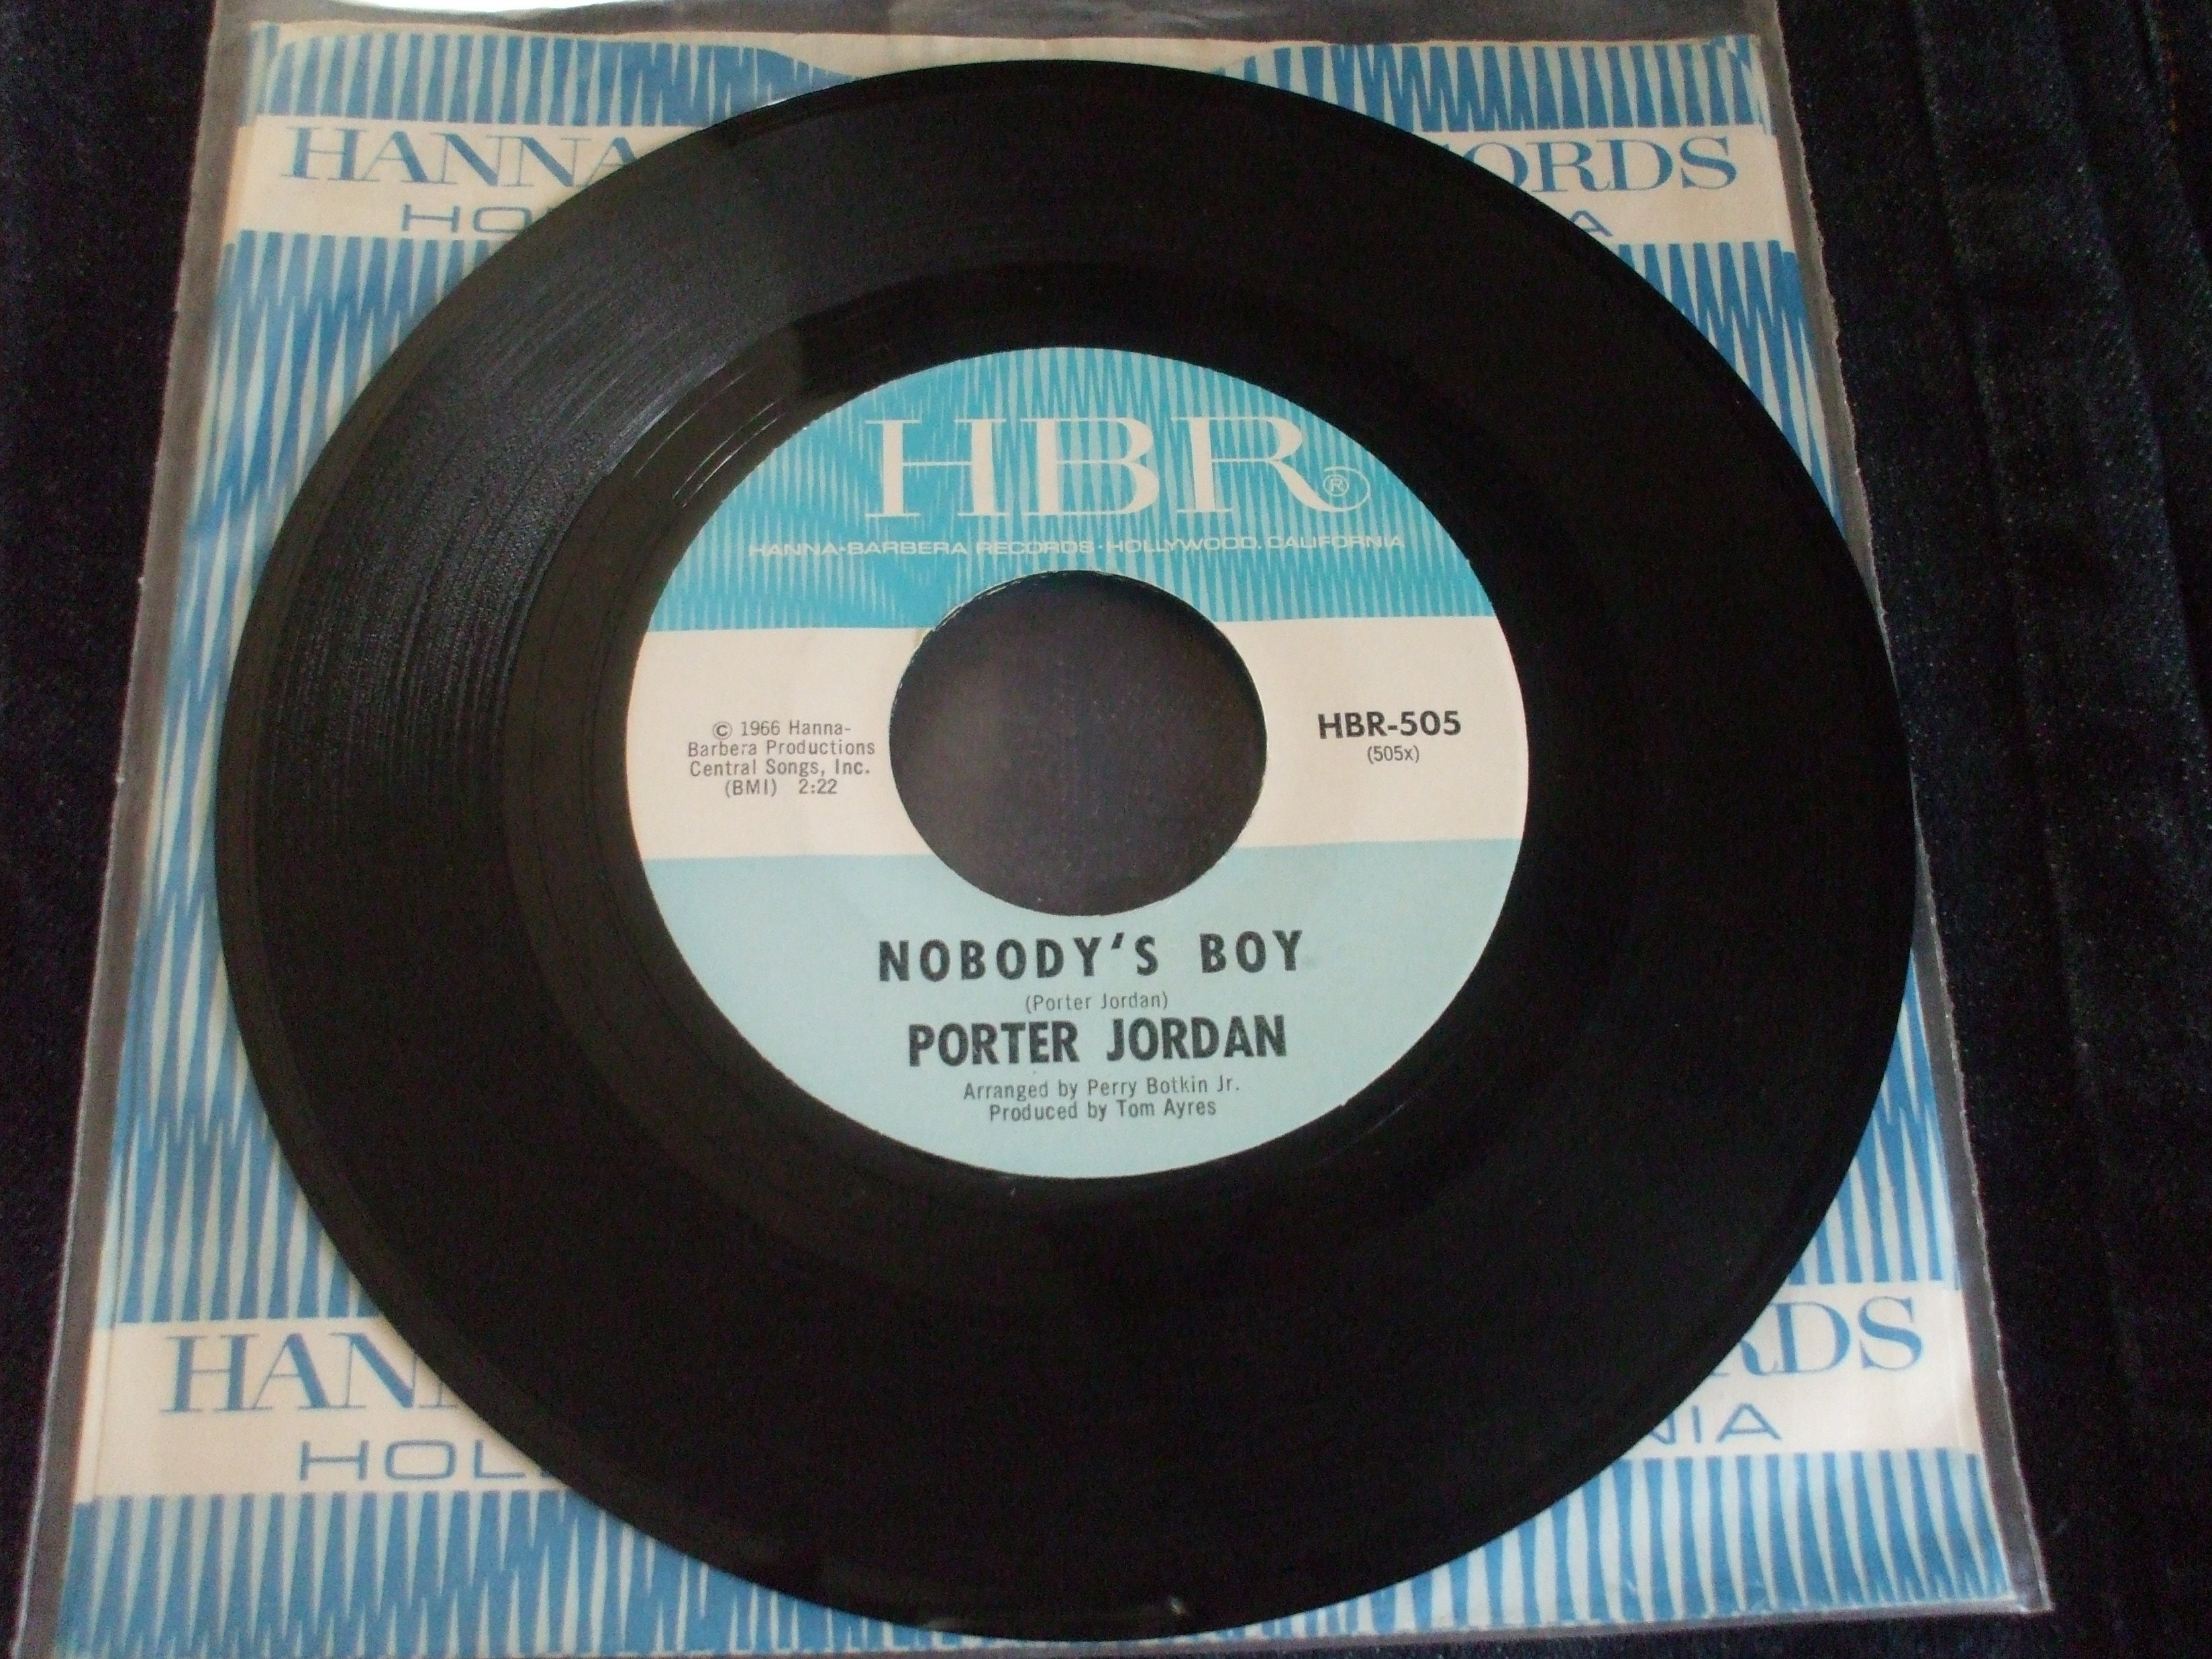 HANNA
ORDS
HO
A
HBR®
HANNA-BARBERA RECORDS · HOLLYWOOD, CALIFORNIA
© 1966 Hanna-
Barbera Productions
Central Songs, Inc.
(BMI) 2:22
HBR-505
(505x)
NOBODY'S BOY
(Porter Jordan)
PORTER JORDAN
Arranged by Perry Botkin Jr.
Produced by Tom Ayres
HANN
RDS
HOL
NIA